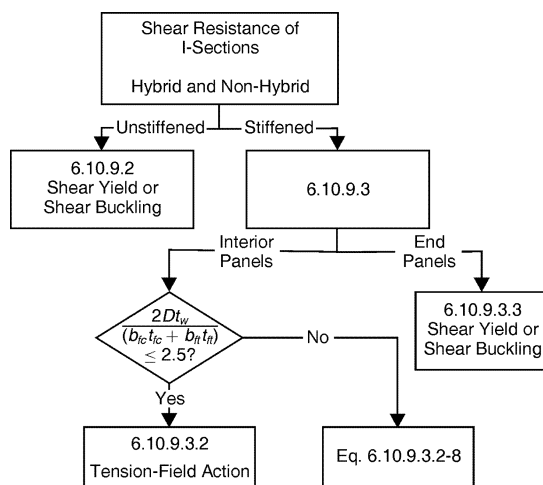 Shear Resistance of
I-Sections
Hybrid and Non-Hybrid
Unstiffened
Stiffened
6.10.9.2
Shear Yield or
Shear Buckling
6.10.9.3
Interior
Panels
End
Panels
2Dt_w
(b_fc t_fc + b_ft t_ft)
≤ 2.5?
No
6.10.9.3.3
Shear Yield or
Shear Buckling
Yes
6.10.9.3.2
Tension-Field Action
Eq. 6.10.9.3.2-8